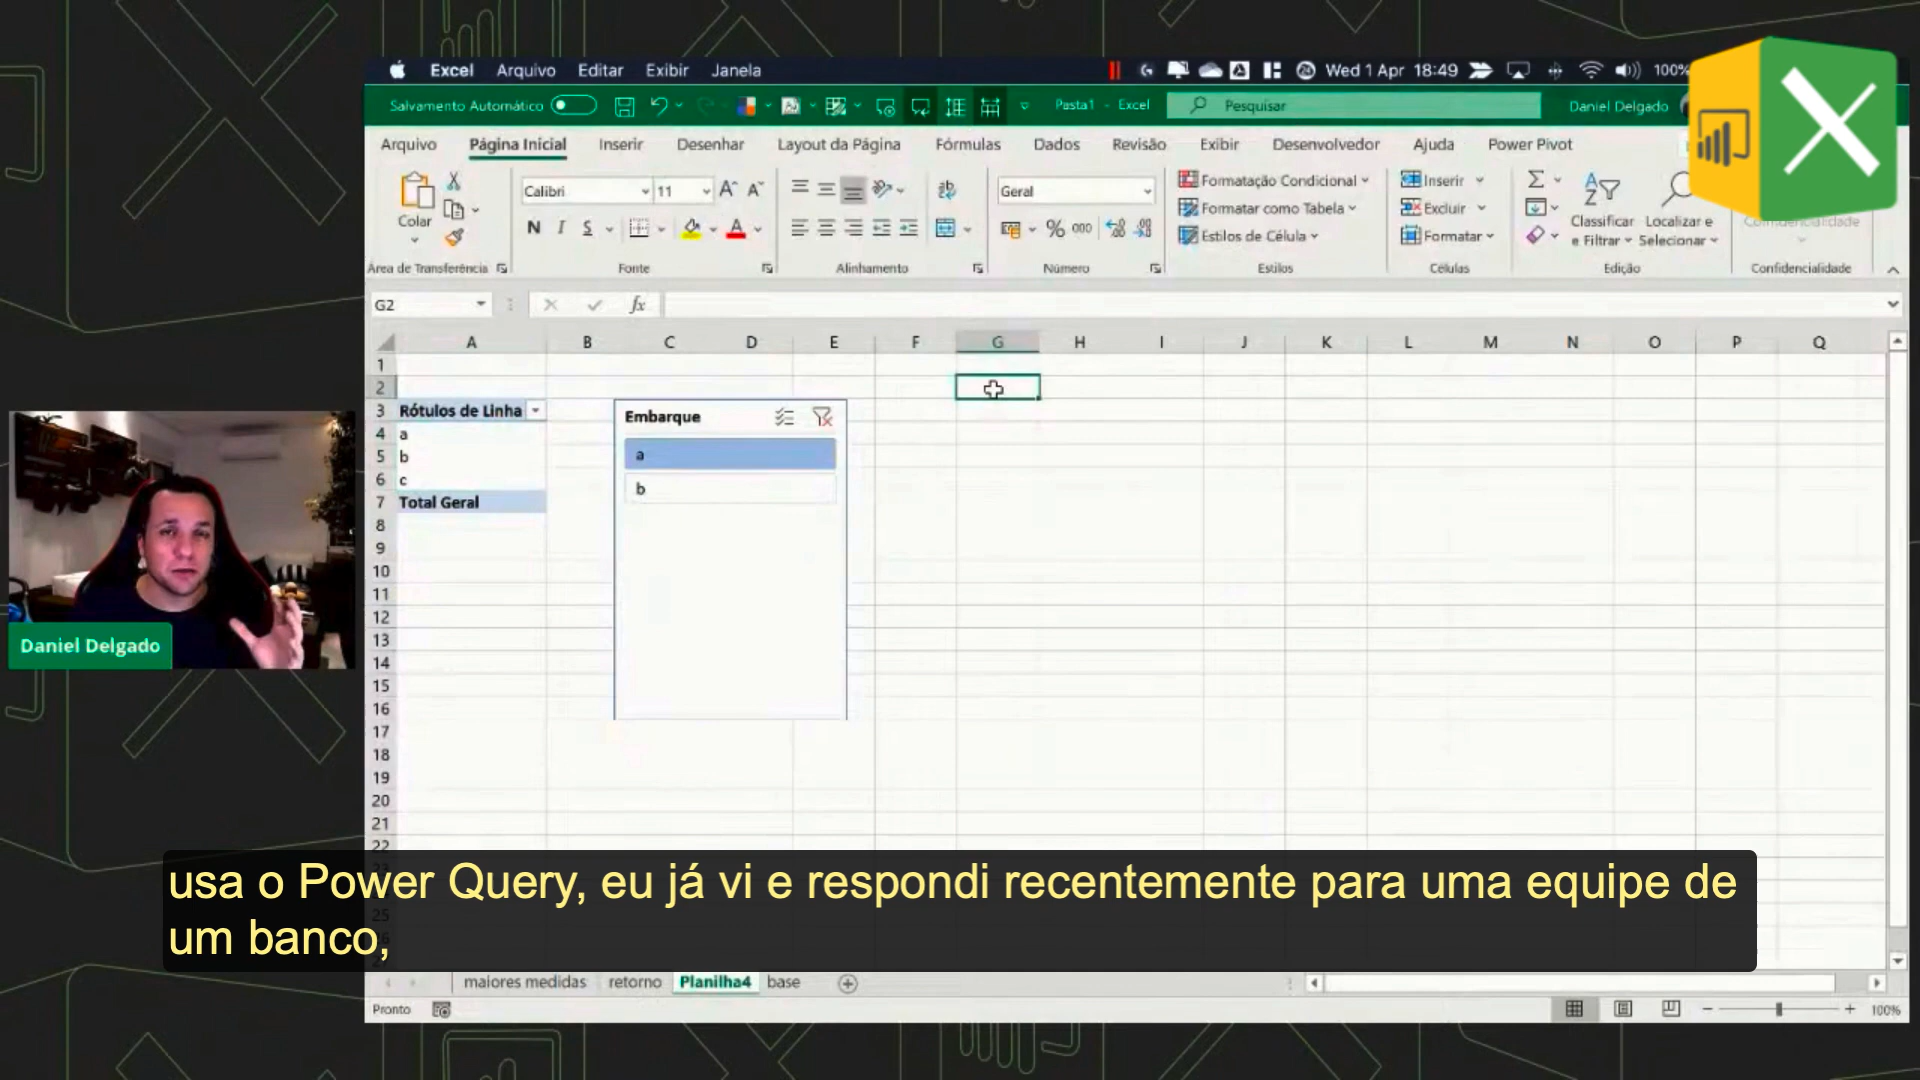 Excel Arquivo Editar Exibir Janela
Wed 1 Apr 18:49 100%
Salvamento Automático Pasta1 - Excel Pesquisar Daniel Delgado
Arquivo Página Inicial Inserir Desenhar Layout da Página Fórmulas Dados Revisão Exibir Desenvolvedor Ajuda Power Pivot
Colar
Calibri 11
N I S
Geral
% 000
Formatação Condicional
Formatar como Tabela
Estilos de Célula
Inserir
Excluir
Formatar
Classificar e Filtrar
Localizar e Selecionar
Confidencialidade
Área de Transferência Fonte Alinhamento Número Estilos Células Edição Confidencialidade
G2 fx
A B C D E F G H I J K L M N O P Q
1
2
3 Rótulos de Linha
4 a
5 b
6 c
7 Total Geral
8
9
10
11
12
13
14
15
16
17
18
19
20
21
22
25
Embarque
a
b
Daniel Delgado
usa o Power Query, eu já vi e respondi recentemente para uma equipe de
um banco,
maiores medidas retorno Planilha4 base
Pronto 100%